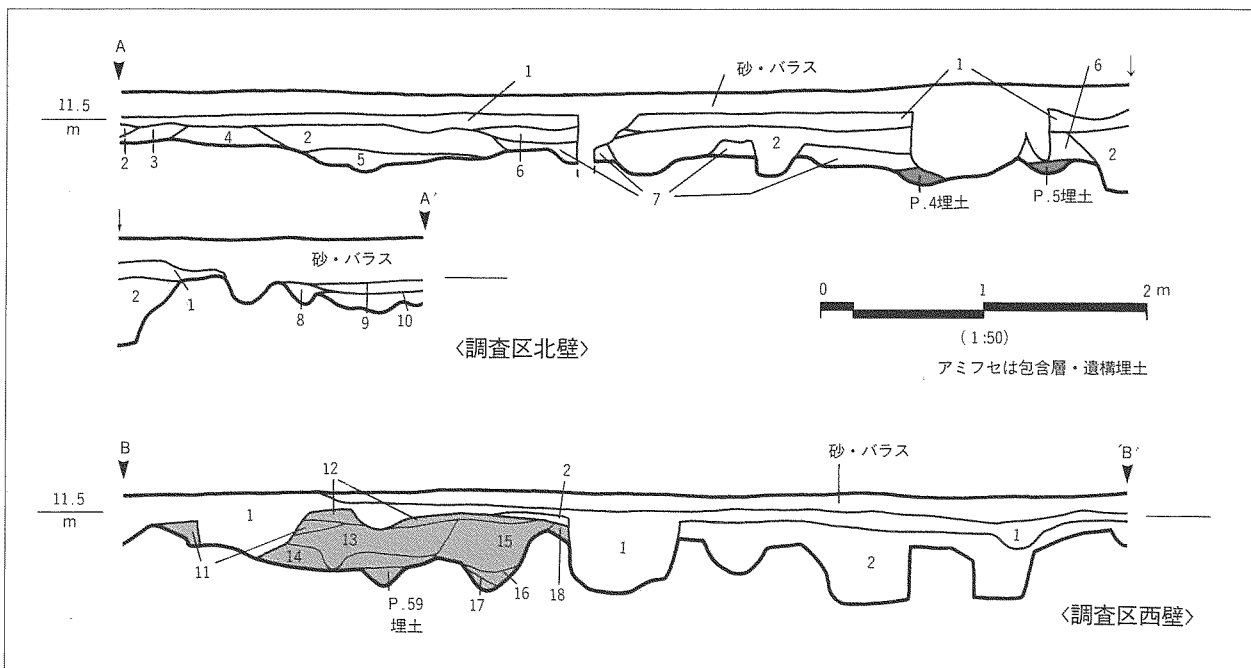 A
1 砂・バラス 1 6
11.5
m
2 3 4 2 5 6 7 2 2
P.4埋土 P.5埋土
A'
砂・バラス
2 1 8 9 10
〈調査区北壁〉
0 1 2 m
(1:50)
アミフセは包含層・遺構埋土
B 12 2 砂・バラス 'B'
11.5
m
1 13 15 1 1
11 14 2
P.59 17 16 18
埋土
〈調査区西壁〉